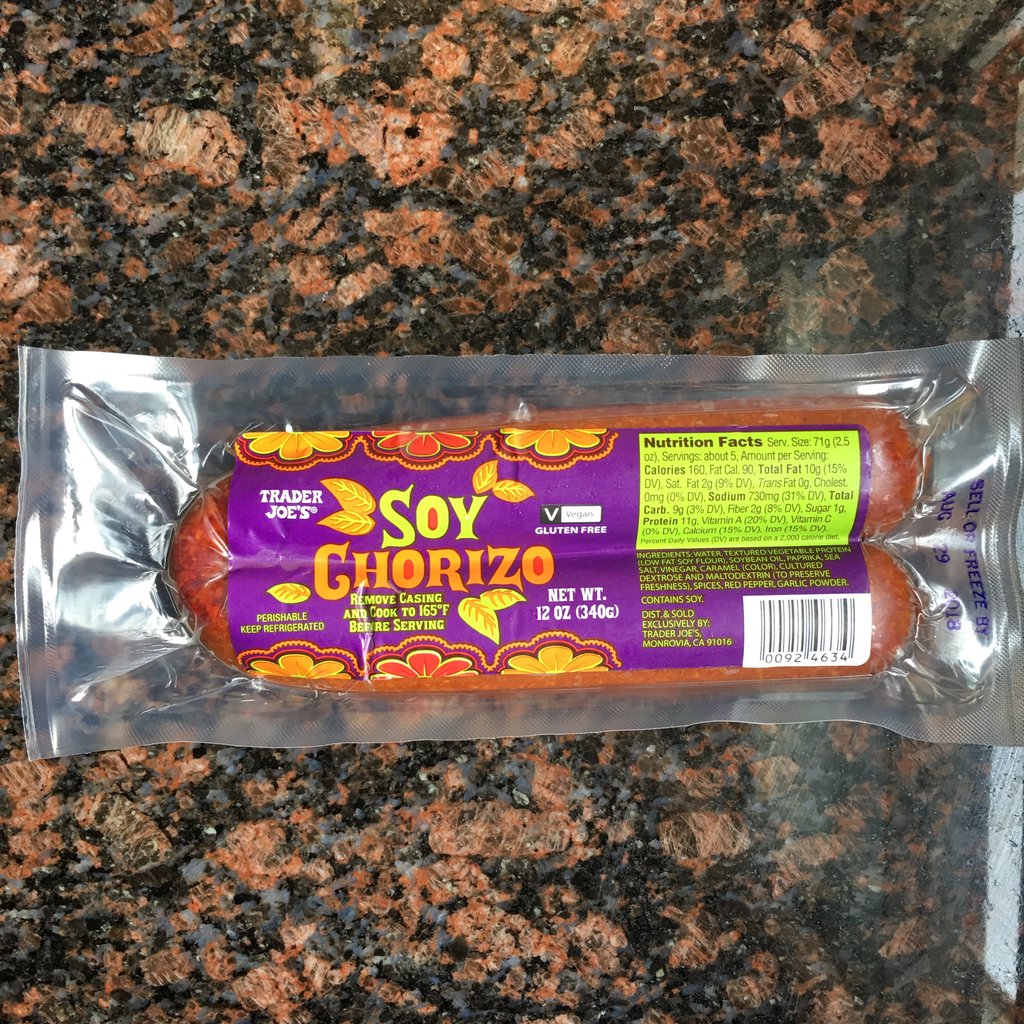 TRADER
JOE'S®
SOY
CHORIZO
V Vegan
GLUTEN FREE
REMOVE CASING
AND COOK TO 165°F
BEFORE SERVING
PERISHABLE
KEEP REFRIGERATED
NET WT.
12 OZ (340G)
Nutrition Facts Serv. Size: 71g (2.5
oz), Servings: about 5, Amount per Serving:
Calories 160, Fat Cal. 90, Total Fat 10g (15%
DV), Sat. Fat 2g (9% DV), Trans Fat 0g, Cholest.
0mg (0% DV), Sodium 730mg (31% DV), Total
Carb. 9g (3% DV), Fiber 2g (8% DV), Sugar 1g,
Protein 11g, Vitamin A (20% DV), Vitamin C
(0% DV), Calcium (15% DV), Iron (15% DV).
Percent Daily Values (DV) are based on a 2,000 calorie diet.
INGREDIENTS: WATER, TEXTURED VEGETABLE PROTEIN
(LOW FAT SOY FLOUR), SOYBEAN OIL, PAPRIKA, SEA
SALT, VINEGAR, CARAMEL (COLOR), CULTURED
DEXTROSE AND MALTODEXTRIN (TO PRESERVE
FRESHNESS), SPICES, RED PEPPER, GARLIC POWDER.
CONTAINS SOY.
DIST. & SOLD
EXCLUSIVELY BY:
TRADER JOE'S,
MONROVIA, CA 91016
0092 4634
SELL OR FREEZE BY
AUG 29 2018